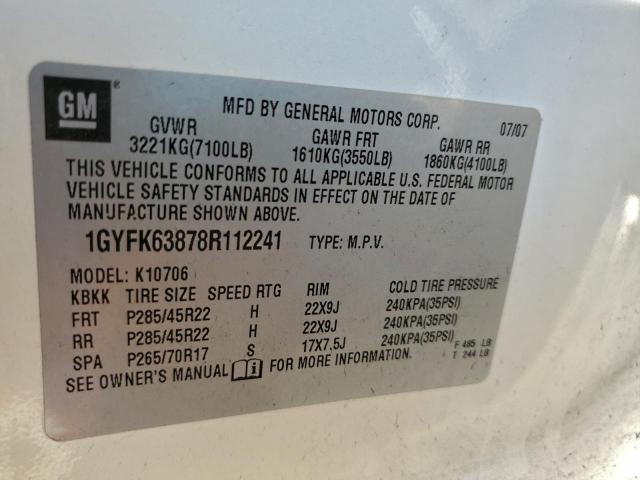 GM ®
MFD BY GENERAL MOTORS CORP. 07/07
GVWR GAWR FRT GAWR RR
3221KG(7100LB) 1610KG(3550LB) 1860KG(4100LB)
THIS VEHICLE CONFORMS TO ALL APPLICABLE U.S. FEDERAL MOTOR
VEHICLE SAFETY STANDARDS IN EFFECT ON THE DATE OF
MANUFACTURE SHOWN ABOVE.
1GYFK63878R112241 TYPE: M.P.V.
MODEL: K10706
KBKK TIRE SIZE SPEED RTG RIM COLD TIRE PRESSURE
FRT P285/45R22 H 22X9J 240KPA(35PSI)
RR P285/45R22 H 22X9J 240KPA(35PSI)
SPA P265/70R17 S 17X7.5J 240KPA(35PSI)
F 485 LB
T 244 LB
SEE OWNER'S MANUAL FOR MORE INFORMATION.